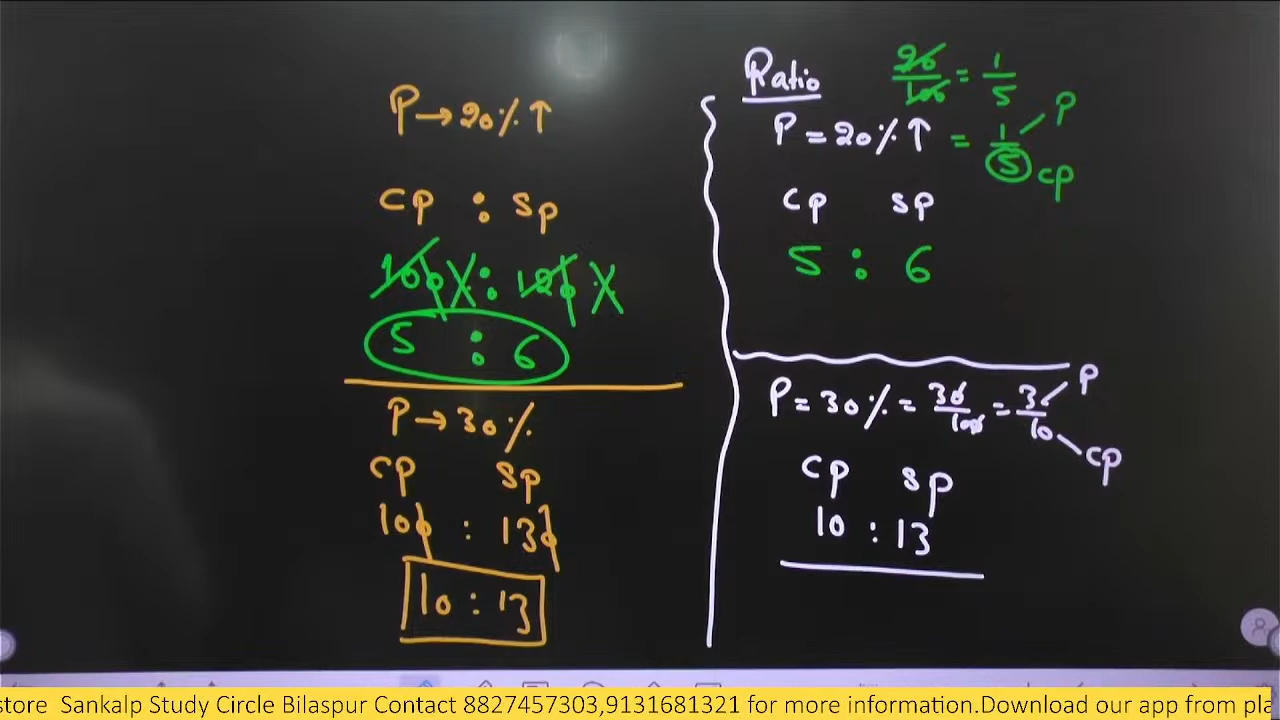 P → 20% ↑
CP : SP
100X : 120X
5 : 6
P → 30%
CP SP
100 : 130
10 : 13
Ratio
20/100 = 1/5
P = 20% ↑ = 1/5 P CP
CP SP
5 : 6
P = 30% = 30/100 = 3/10 P CP
CP SP
10 : 13
store Sankalp Study Circle Bilaspur Contact 8827457303,9131681321 for more information.Download our app from pla